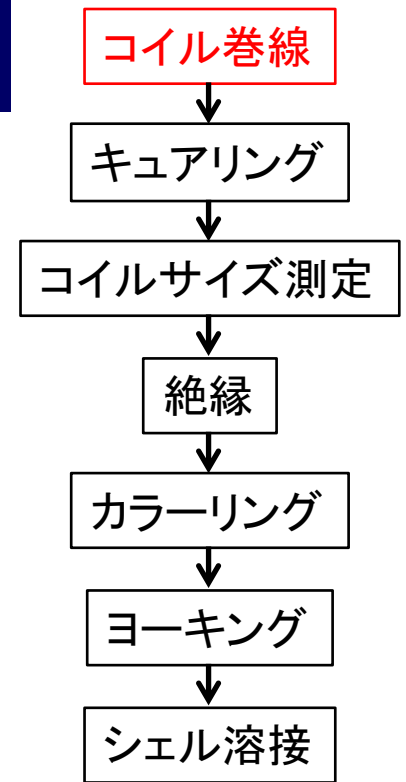 コイル巻線
キュアリング
コイルサイズ測定
絶縁
カラーリング
ヨーキング
シェル溶接